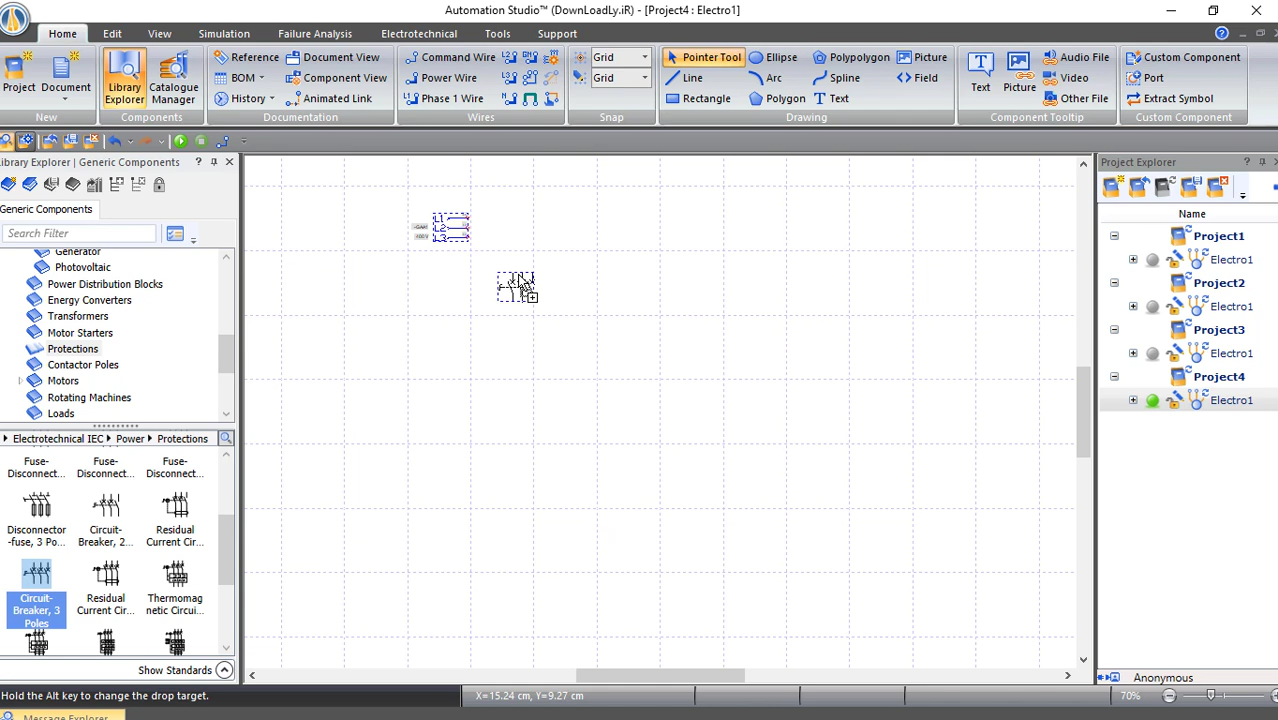 Automation Studio™ (DownLoadLy.iR) - [Project4 : Electro1]
Home Edit View Simulation Failure Analysis Electrotechnical Tools Support
Reference Document View Command Wire Grid Pointer Tool Ellipse Polypolygon Picture Audio File Custom Component
Project Document Library Explorer Catalogue Manager BOM Component View Power Wire Grid Line Arc Spline Field Text Picture Video Port
History Animated Link Phase 1 Wire Rectangle Polygon Text Other File Extract Symbol
New Components Documentation Wires Snap Drawing Component Tooltip Custom Component
Library Explorer | Generic Components
Project Explorer
Generic Components
Search Filter
Name
Generator
Photovoltaic
Power Distribution Blocks
Energy Converters
Transformers
Motor Starters
Protections
Contactor Poles
Motors
Rotating Machines
Loads
Electrotechnical IEC Power Protections
Fuse-Disconnect... Fuse-Disconnect... Fuse-Disconnect...
Disconnector-fuse, 3 Po... Circuit-Breaker, 2... Residual Current Cir...
Circuit-Breaker, 3 Poles Residual Current Cir... Thermomagnetic Circui...
Show Standards
L1
L2
L3
Project1
Electro1
Project2
Electro1
Project3
Electro1
Project4
Electro1
Anonymous
Hold the Alt key to change the drop target.
X=15.24 cm, Y=9.27 cm
70%
Message Explorer